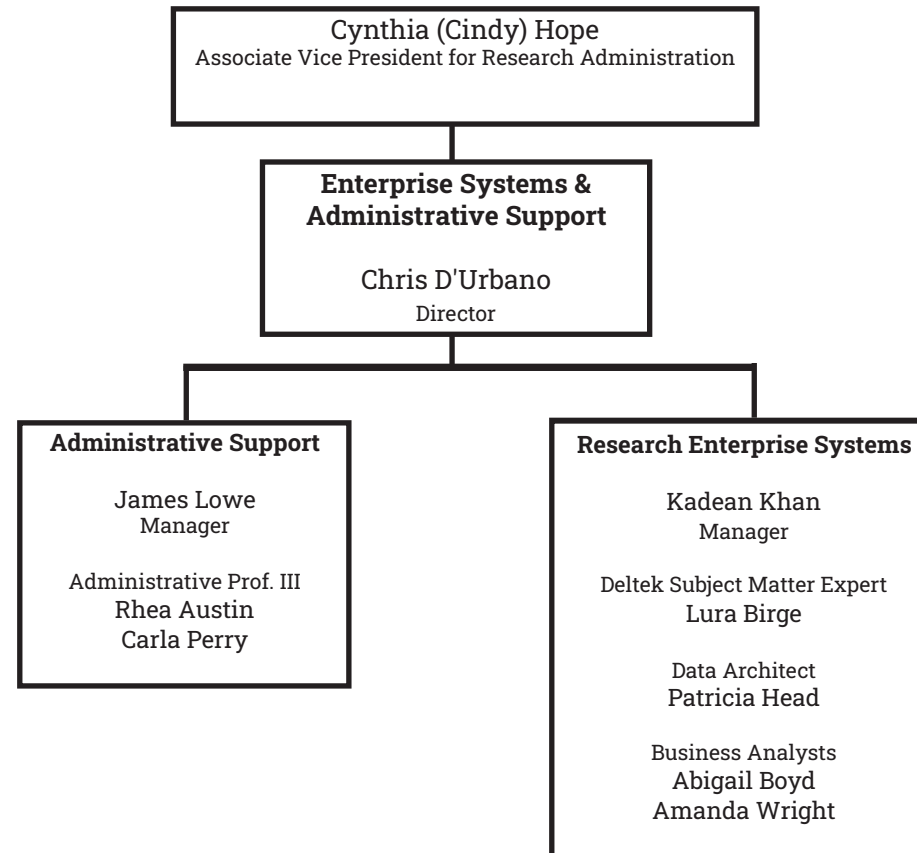 Cynthia (Cindy) Hope
Associate Vice President for Research Administration
Enterprise Systems &
Administrative Support
Chris D'Urbano
Director
Administrative Support
James Lowe
Manager
Administrative Prof. III
Rhea Austin
Carla Perry
Research Enterprise Systems
Kadean Khan
Manager
Deltek Subject Matter Expert
Lura Birge
Data Architect
Patricia Head
Business Analysts
Abigail Boyd
Amanda Wright